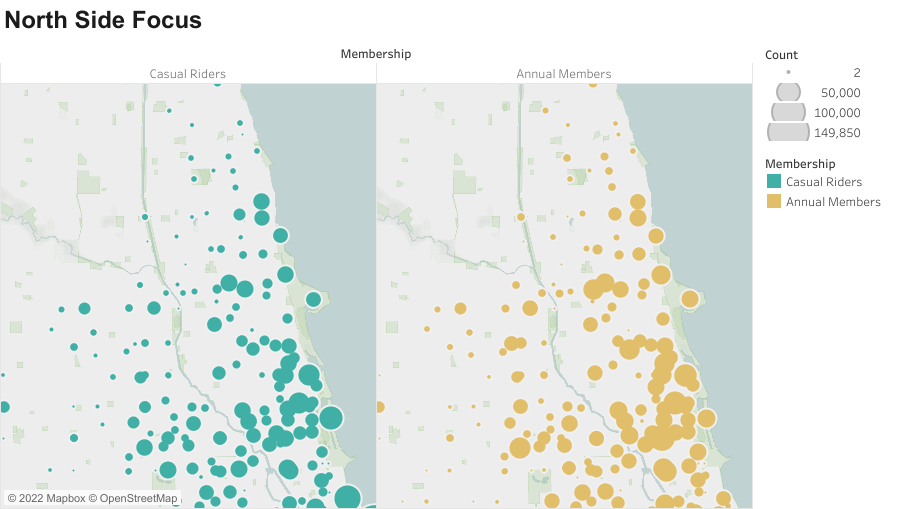 North Side Focus
Membership
Casual Riders
Annual Members
Count
2
50,000
100,000
149,850
Membership
Casual Riders
Annual Members
© 2022 Mapbox © OpenStreetMap